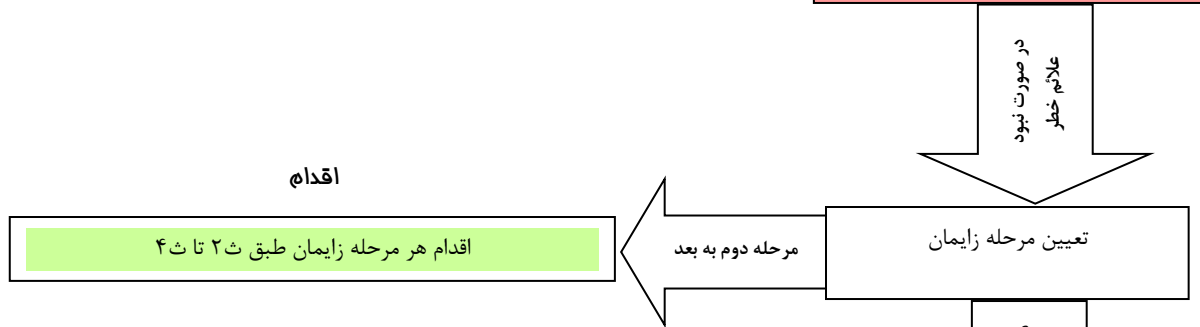 در صورت نبود
علائم خطر
اقدام
تعیین مرحله زایمان
مرحله دوم به بعد
اقدام هر مرحله زایمان طبق ث۲ تا ث۴